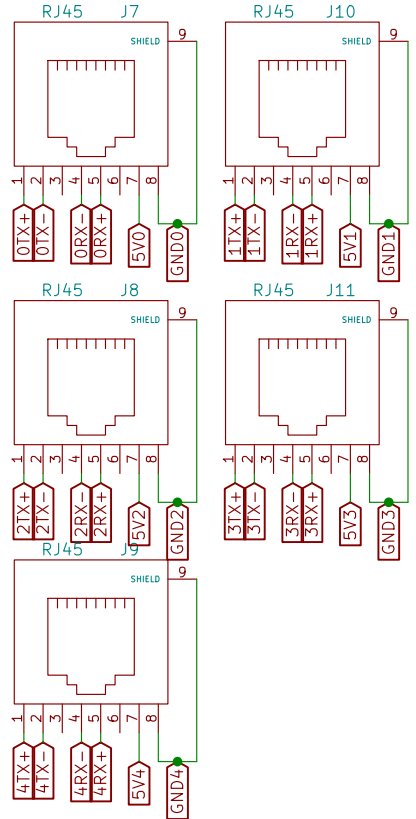 RJ45 J7
SHIELD 9
1 2 3 4 5 6 7 8
0TX+ 0TX- 0RX- 0RX+ 5V0 GND0
RJ45 J10
SHIELD 9
1 2 3 4 5 6 7 8
1TX+ 1TX- 1RX- 1RX+ 5V1 GND1
RJ45 J8
SHIELD 9
1 2 3 4 5 6 7 8
2TX+ 2TX- 2RX- 2RX+ 5V2 GND2
RJ45 J11
SHIELD 9
1 2 3 4 5 6 7 8
3TX+ 3TX- 3RX- 3RX+ 5V3 GND3
RJ45 J9
SHIELD 9
1 2 3 4 5 6 7 8
4TX+ 4TX- 4RX- 4RX+ 5V4 GND4